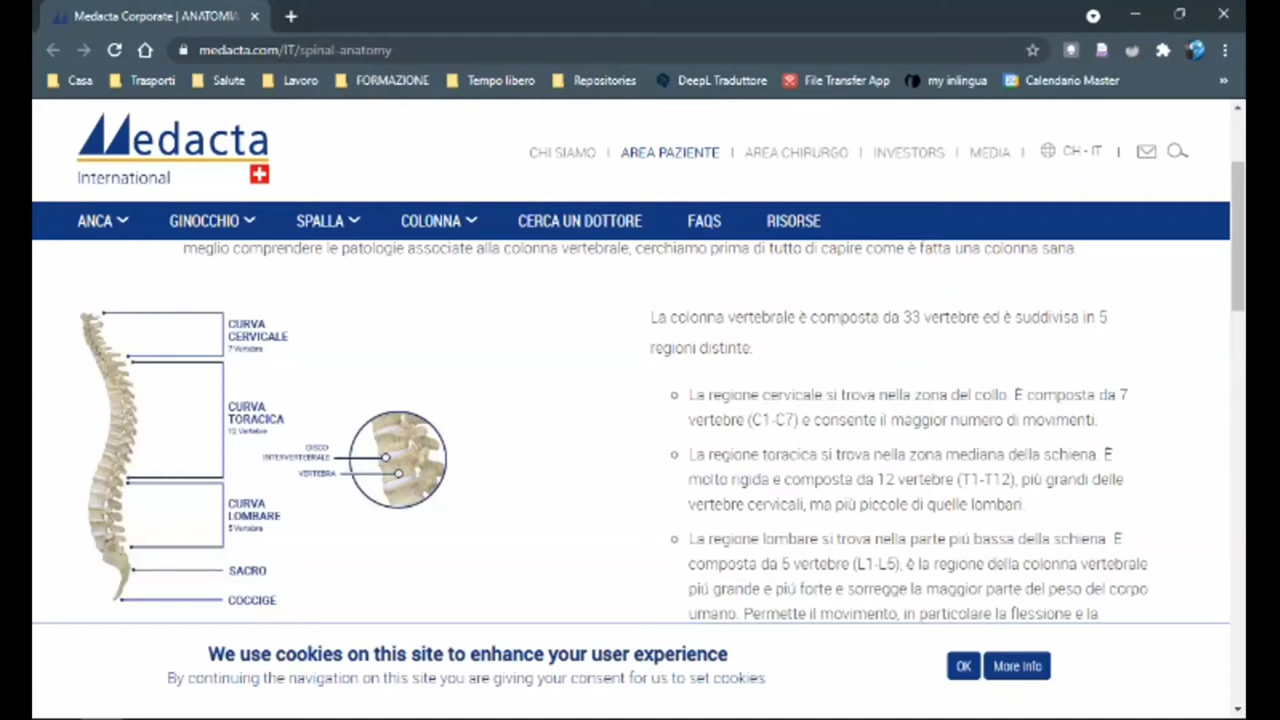 Medacta Corporate | ANATOMIA
medacta.com/IT/spinal-anatomy
Casa Trasporti Salute Lavoro FORMAZIONE Tempo libero Repositories DeepL Traduttore File Transfer App my inlingua Calendario Master »
Medacta
International
CHI SIAMO | AREA PAZIENTE | AREA CHIRURGO | INVESTORS | MEDIA | CH - IT |
ANCA GINOCCHIO SPALLA COLONNA CERCA UN DOTTORE FAQS RISORSE
meglio comprendere le patologie associate alla colonna vertebrale, cerchiamo prima di tutto di capire come è fatta una colonna sana
CURVA
CERVICALE
7 Vertebre
CURVA
TORACICA
12 Vertebre
DISCO
INTERVERTEBRALE
VERTEBRA
CURVA
LOMBARE
5 Vertebre
SACRO
COCCIGE
La colonna vertebrale è composta da 33 vertebre ed è suddivisa in 5
regioni distinte:
La regione cervicale si trova nella zona del collo. È composta da 7
vertebre (C1-C7) e consente il maggior numero di movimenti.
La regione toracica si trova nella zona mediana della schiena. È
molto rigida e composta da 12 vertebre (T1-T12), più grandi delle
vertebre cervicali, ma più piccole di quelle lombari.
La regione lombare si trova nella parte piú bassa della schiena. È
composta da 5 vertebre (L1-L5), è la regione della colonna vertebrale
piú grande e piú forte e sorregge la maggior parte del peso del corpo
umano. Permette il movimento, in particolare la flessione e la
We use cookies on this site to enhance your user experience
By continuing the navigation on this site you are giving your consent for us to set cookies
OK More info